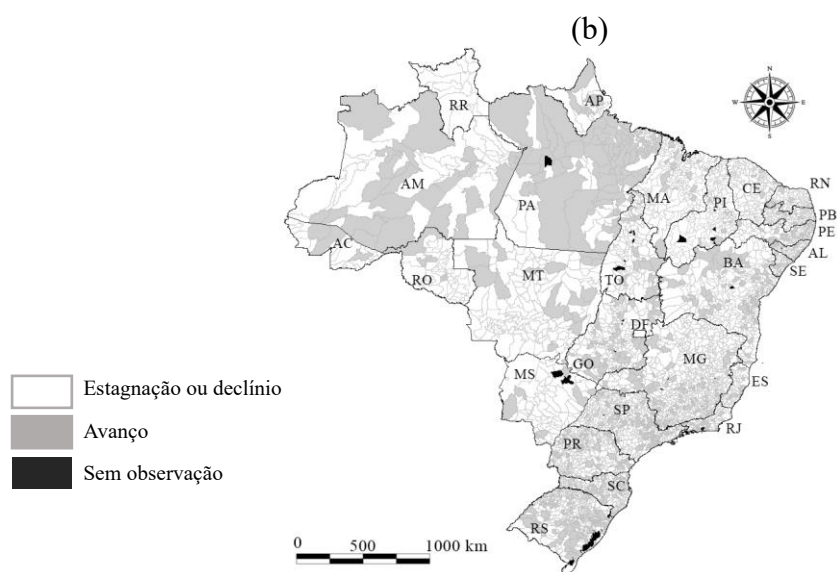 (b)
N
W E
S
RR
AP
AM
PA
MA
CE
RN
PI
PB
PE
AC
AL
TO
BA
SE
RO
MT
DF
GO
MG
MS
ES
SP
RJ
PR
SC
RS
Estagnação ou declínio
Avanço
Sem observação
0 500 1000 km